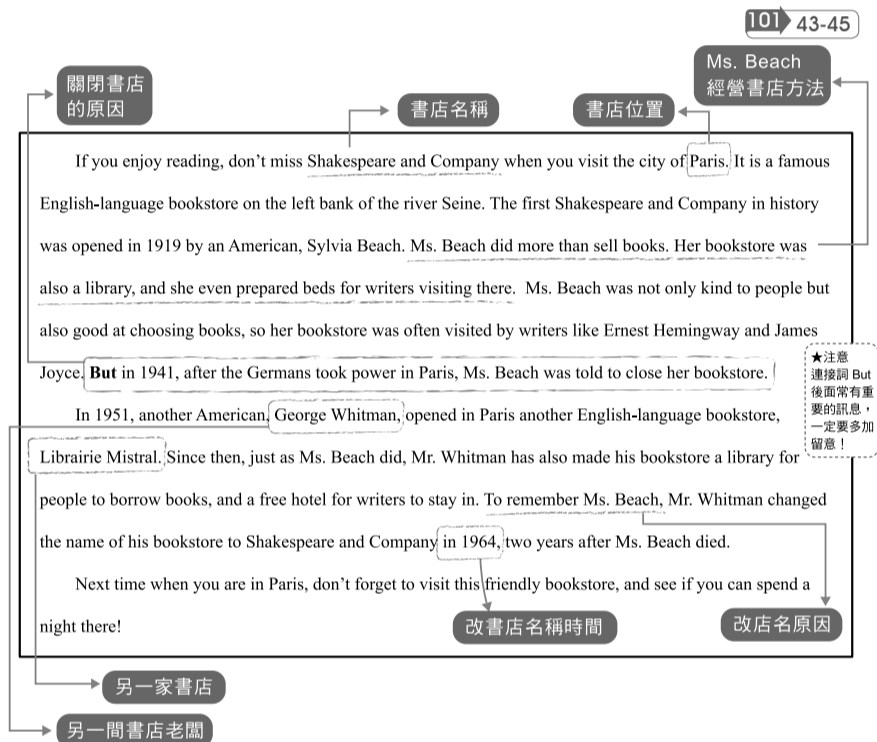 101 43-45
Ms. Beach
經營書店方法
關閉書店
的原因
書店名稱
書店位置
If you enjoy reading, don’t miss Shakespeare and Company when you visit the city of Paris. It is a famous
English-language bookstore on the left bank of the river Seine. The first Shakespeare and Company in history
was opened in 1919 by an American, Sylvia Beach. Ms. Beach did more than sell books. Her bookstore was
also a library, and she even prepared beds for writers visiting there. Ms. Beach was not only kind to people but
also good at choosing books, so her bookstore was often visited by writers like Ernest Hemingway and James
Joyce. But in 1941, after the Germans took power in Paris, Ms. Beach was told to close her bookstore.
★注意
連接詞 But
後面常有重
要的訊息，
一定要多加
留意！
In 1951, another American, George Whitman, opened in Paris another English-language bookstore,
Librairie Mistral. Since then, just as Ms. Beach did, Mr. Whitman has also made his bookstore a library for
people to borrow books, and a free hotel for writers to stay in. To remember Ms. Beach, Mr. Whitman changed
the name of his bookstore to Shakespeare and Company in 1964, two years after Ms. Beach died.
Next time when you are in Paris, don’t forget to visit this friendly bookstore, and see if you can spend a
night there!
改書店名稱時間
改店名原因
另一家書店
另一間書店老闆